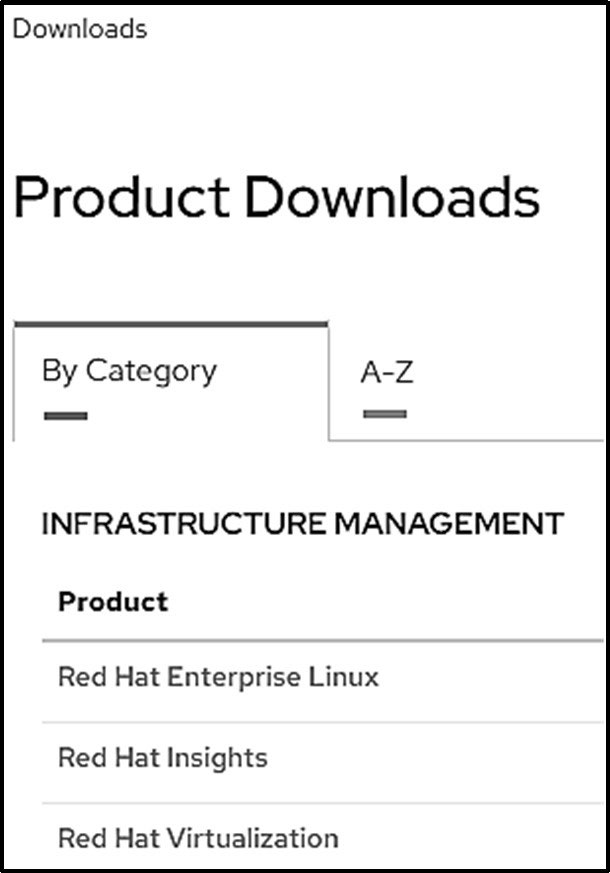 Downloads
Product Downloads
By Category
A-Z
INFRASTRUCTURE MANAGEMENT
Product
Red Hat Enterprise Linux
Red Hat Insights
Red Hat Virtualization